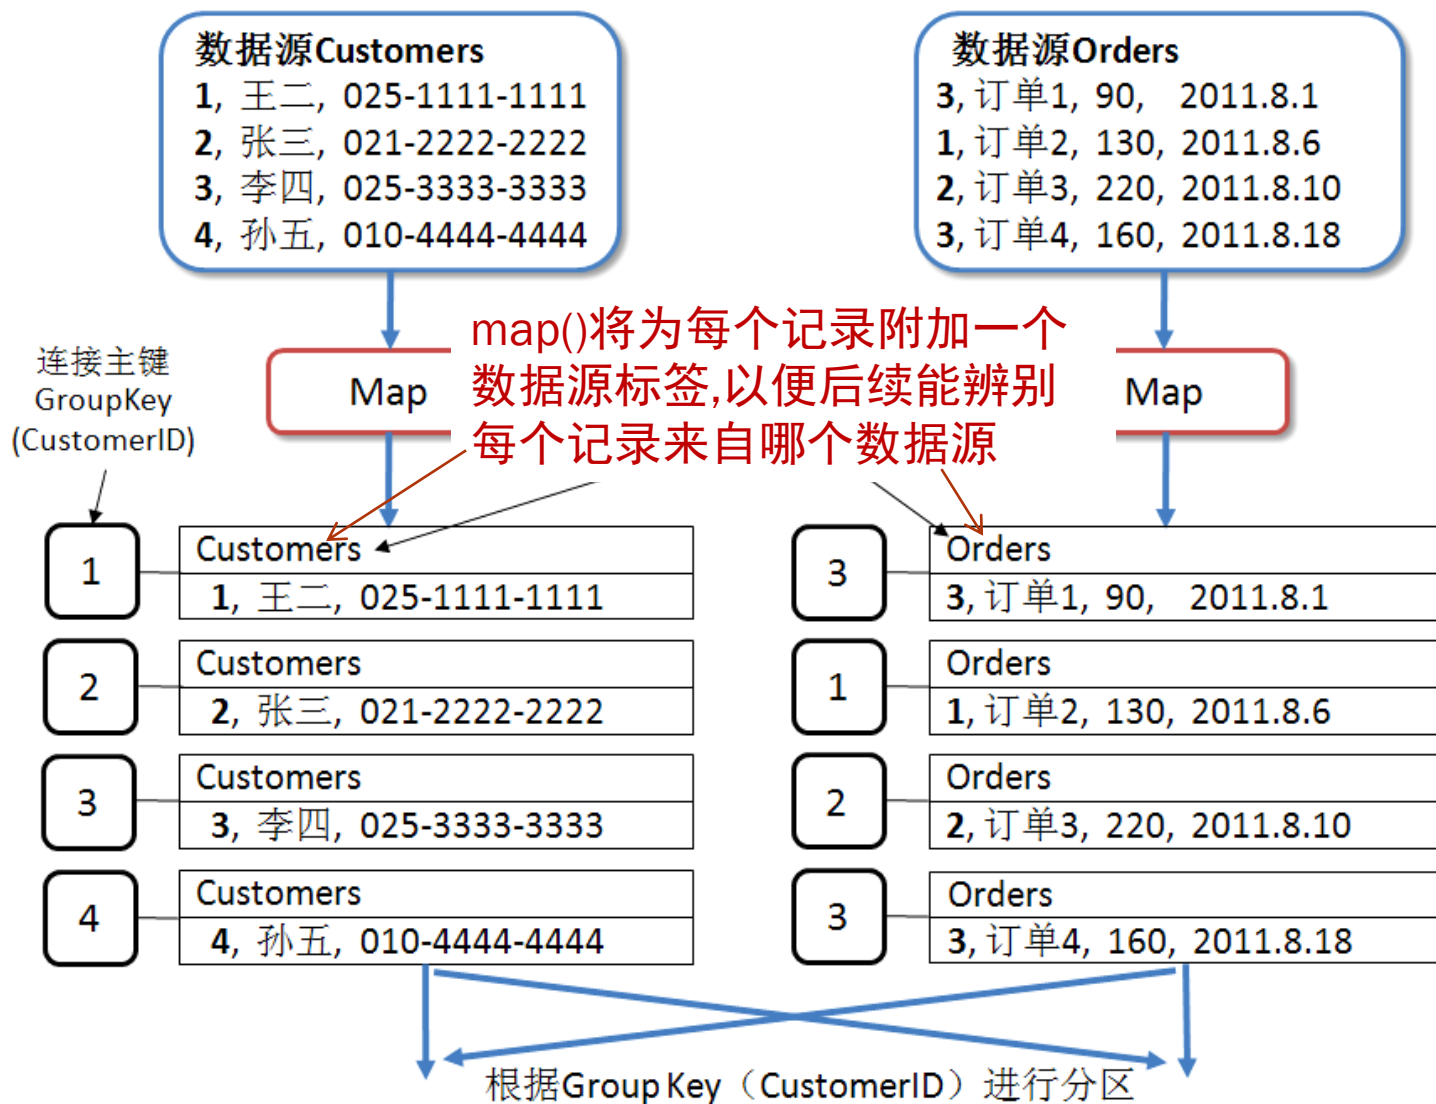 数据源Customers
1, 王二, 025-1111-1111
2, 张三, 021-2222-2222
3, 李四, 025-3333-3333
4, 孙五, 010-4444-4444
数据源Orders
3, 订单1, 90, 2011.8.1
1, 订单2, 130, 2011.8.6
2, 订单3, 220, 2011.8.10
3, 订单4, 160, 2011.8.18
map()将为每个记录附加一个
数据源标签,以便后续能辨别
每个记录来自哪个数据源
Map
Map
连接主键
GroupKey
(CustomerID)
1
Customers
1, 王二, 025-1111-1111
2
Customers
2, 张三, 021-2222-2222
3
Customers
3, 李四, 025-3333-3333
4
Customers
4, 孙五, 010-4444-4444
3
Orders
3, 订单1, 90, 2011.8.1
1
Orders
1, 订单2, 130, 2011.8.6
2
Orders
2, 订单3, 220, 2011.8.10
3
Orders
3, 订单4, 160, 2011.8.18
根据Group Key（CustomerID）进行分区